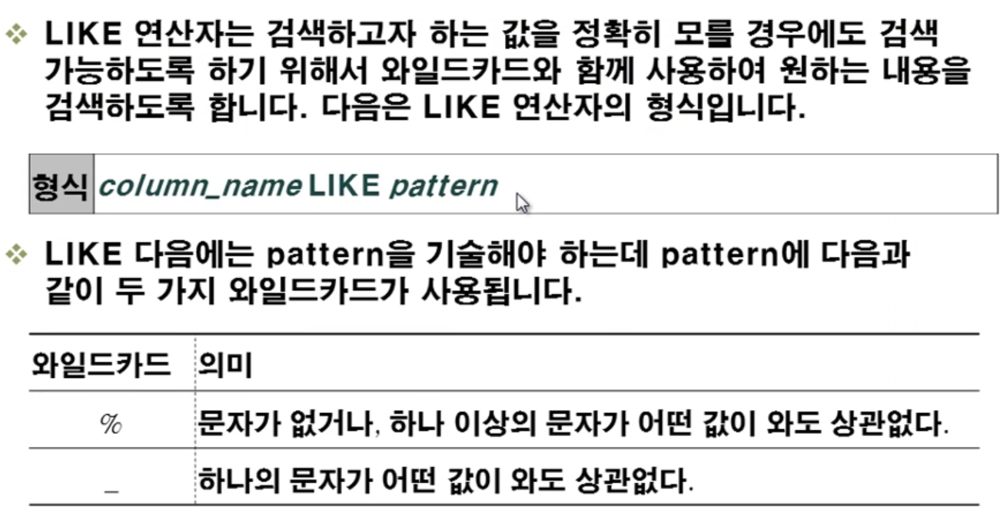 LIKE 연산자는 검색하고자 하는 값을 정확히 모를 경우에도 검색
가능하도록 하기 위해서 와일드카드와 함께 사용하여 원하는 내용을
검색하도록 합니다. 다음은 LIKE 연산자의 형식입니다.
형식 column_name LIKE pattern
LIKE 다음에는 pattern을 기술해야 하는데 pattern에 다음과
같이 두 가지 와일드카드가 사용됩니다.
와일드카드 의미
% 문자가 없거나, 하나 이상의 문자가 어떤 값이 와도 상관없다.
_ 하나의 문자가 어떤 값이 와도 상관없다.